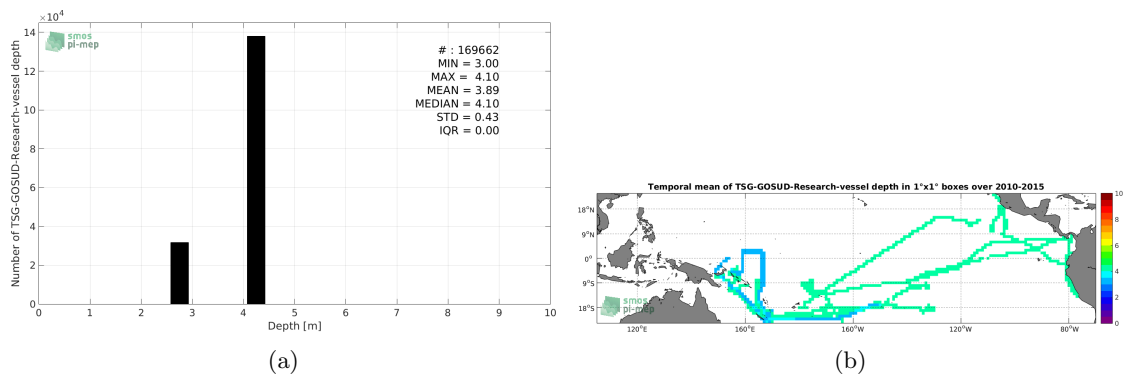 ×10⁴
smos
pi-mep
# : 169662
MIN = 3.00
MAX = 4.10
MEAN = 3.89
MEDIAN = 4.10
STD = 0.43
IQR = 0.00
Number of TSG-GOSUD-Research-vessel depth
14
12
10
8
6
4
2
0
0 1 2 3 4 5 6 7 8 9 10
Depth [m]
(a)
Temporal mean of TSG-GOSUD-Research-vessel depth in 1°x1° boxes over 2010-2015
18°N
9°N
0°
9°S
18°S
smos
pi-mep
120°E 160°E 160°W 120°W 80°W
10
8
6
4
2
0
(b)